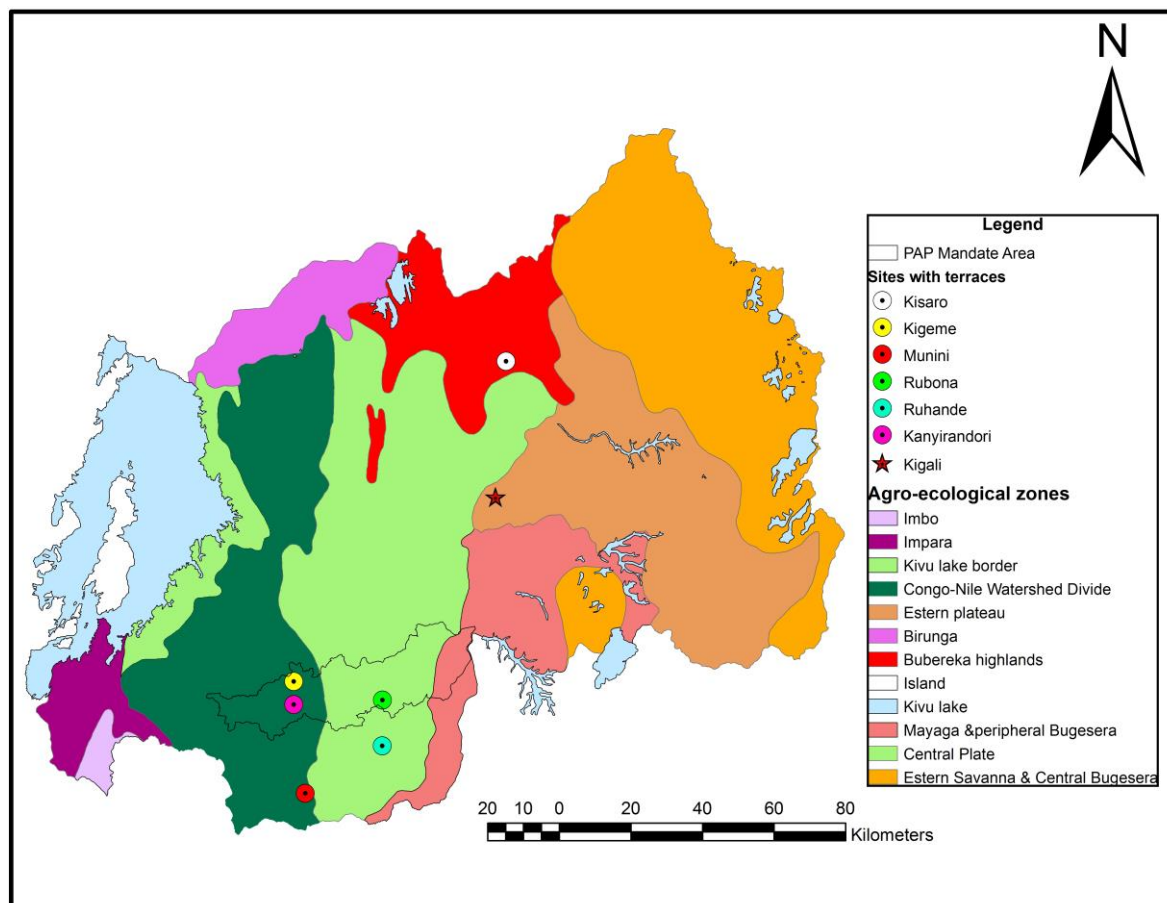 N
Legend
PAP Mandate Area
Sites with terraces
Kisaro
Kigeme
Munini
Rubona
Ruhande
Kanyirandori
Kigali
Agro-ecological zones
Imbo
Impara
Kivu lake border
Congo-Nile Watershed Divide
Estern plateau
Birunga
Bubereka highlands
Island
Kivu lake
Mayaga &peripheral Bugesera
Central Plate
Estern Savanna & Central Bugesera
20 10 0 20 40 60 80
Kilometers